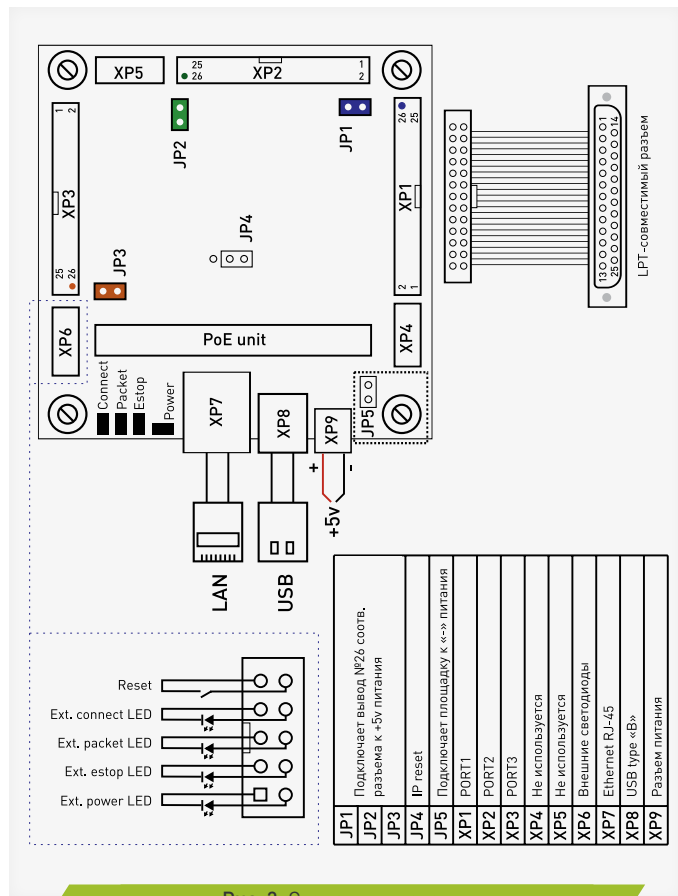 XP5
25
26
XP2
1
2
1
2
XP3
25
26
JP2
JP1
26
25
XP1
2
1
JP4
JP3
XP6
PoE unit
XP4
Connect
Packet
Estop
Power
XP7
XP8
XP9
JP5
+
-
+5v
LAN
USB
1
14
13
25
LPT-совместимый разъем
Reset
Ext. connect LED
Ext. packet LED
Ext. estop LED
Ext. power LED
JP1
JP2
JP3
Подключает вывод №26 соотв.
разъема к +5v питания
JP4 IP reset
JP5 Подключает площадку к «-» питания
XP1 PORT1
XP2 PORT2
XP3 PORT3
XP4 Не используется
XP5 Не используется
XP6 Внешние светодиоды
XP7 Ethernet RJ-45
XP8 USB type «B»
XP9 Разъем питания